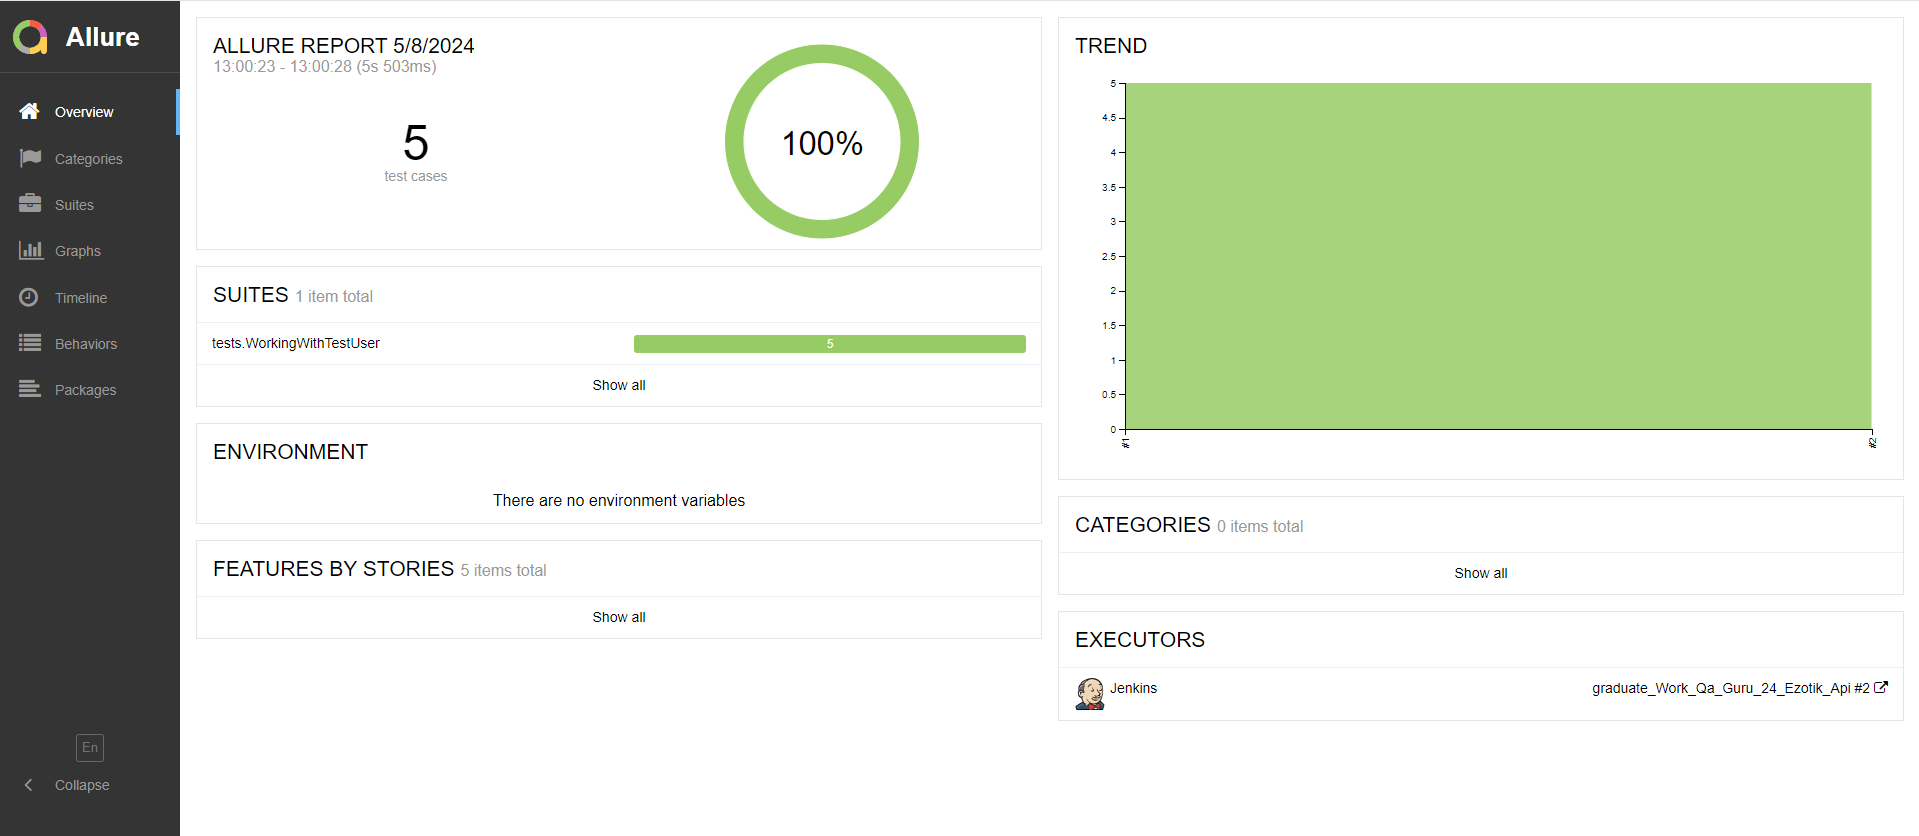 Allure
Overview
Categories
Suites
Graphs
Timeline
Behaviors
Packages
En
Collapse
ALLURE REPORT 5/8/2024
13:00:23 - 13:00:28 (5s 503ms)
5
test cases
100%
SUITES 1 item total
tests.WorkingWithTestUser 5
Show all
ENVIRONMENT
There are no environment variables
FEATURES BY STORIES 5 items total
Show all
TREND
5
4.5
4
3.5
3
2.5
2
1.5
1
0.5
0
#1 #2
CATEGORIES 0 items total
Show all
EXECUTORS
Jenkins graduate_Work_Qa_Guru_24_Ezotik_Api #2